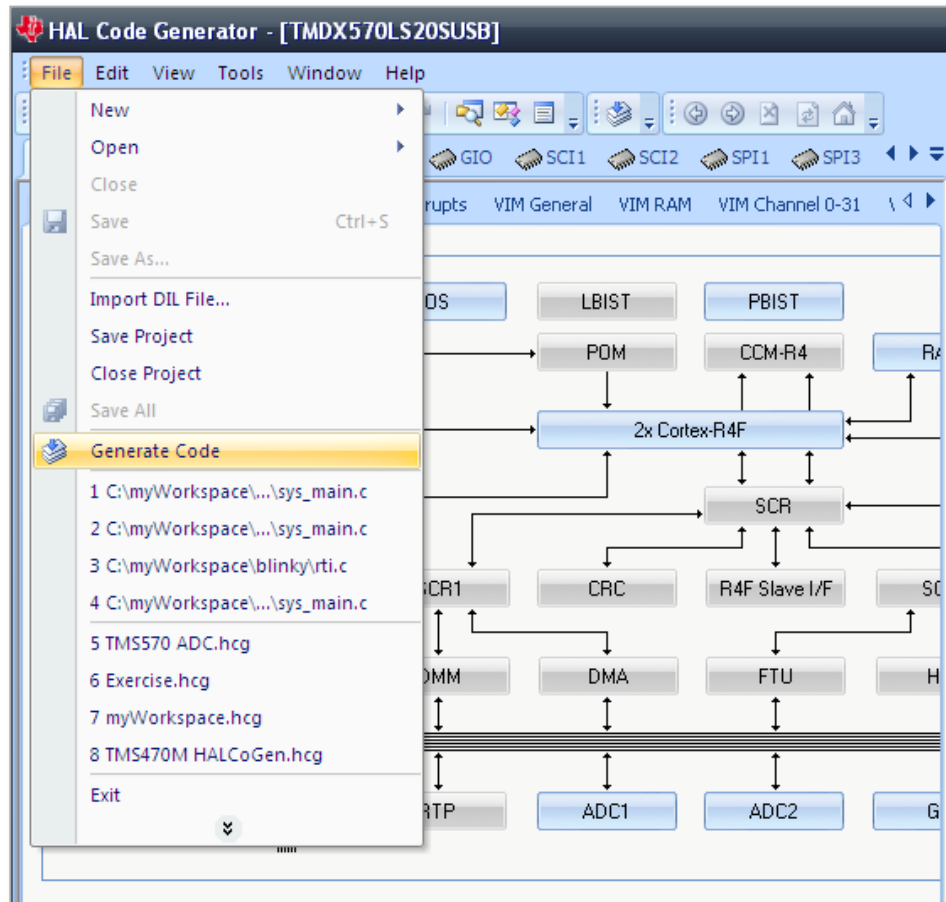 HAL Code Generator - [TMDX570LS20SUSB]
File Edit View Tools Window Help
New
Open
Close
Save Ctrl+S
Save As...
Import DIL File...
Save Project
Close Project
Save All
Generate Code
1 C:\myWorkspace\...\sys_main.c
2 C:\myWorkspace\...\sys_main.c
3 C:\myWorkspace\blinky\rti.c
4 C:\myWorkspace\...\sys_main.c
5 TMS570 ADC.hcg
6 Exercise.hcg
7 myWorkspace.hcg
8 TMS470M HALCoGen.hcg
Exit
GIO SCI1 SCI2 SPI1 SPI3
rupts VIM General VIM RAM VIM Channel 0-31
OS LBIST PBIST
POM CCM-R4 RA
2x Cortex-R4F
SCR
SCR1 CRC R4F Slave I/F SC
DMM DMA FTU H
RTP ADC1 ADC2 G